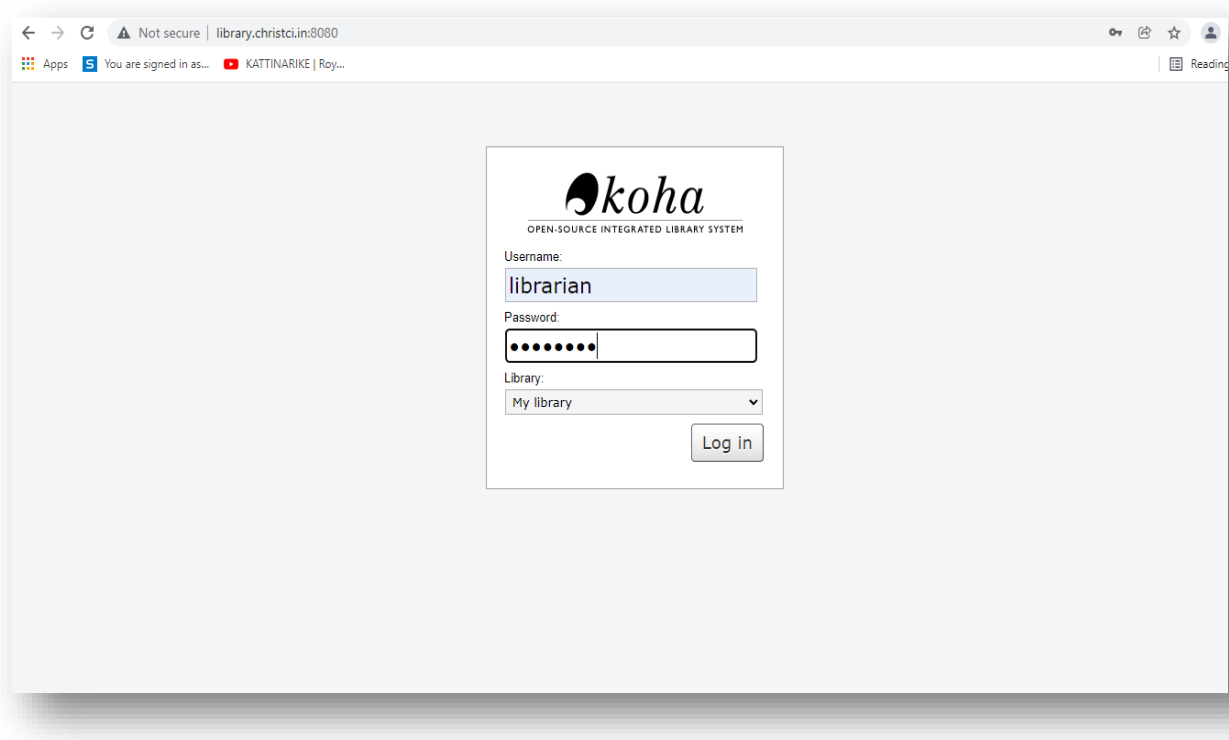 Not secure | library.christci.in:8080
Apps S You are signed in as... KATTINARIKE | Roy... Reading
koha
OPEN-SOURCE INTEGRATED LIBRARY SYSTEM
Username:
librarian
Password:
••••••••
Library:
My library
Log in